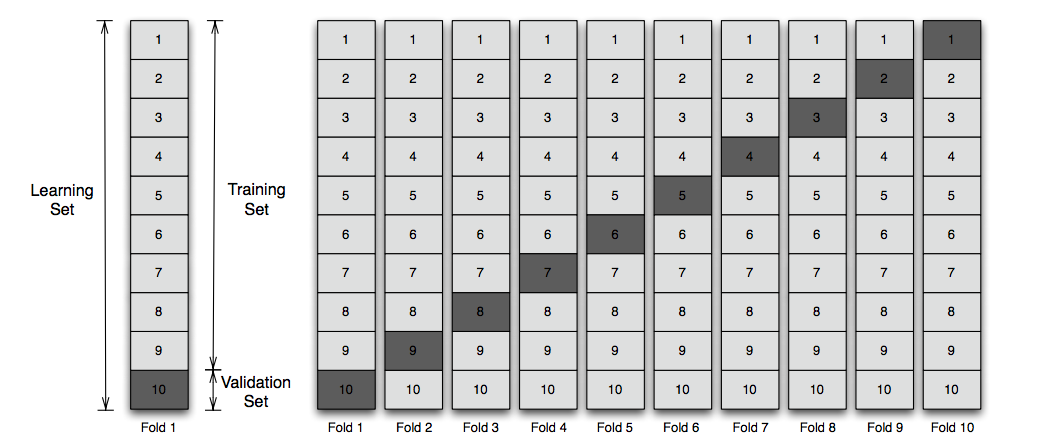 1 1 1 1 1 1 1 1 1 1 1
2 2 2 2 2 2 2 2 2 2 2
3 3 3 3 3 3 3 3 3 3 3
4 4 4 4 4 4 4 4 4 4 4
Learning
Set
Training
Set
5 5 5 5 5 5 5 5 5 5 5
6 6 6 6 6 6 6 6 6 6 6
7 7 7 7 7 7 7 7 7 7 7
8 8 8 8 8 8 8 8 8 8 8
9 9 9 9 9 9 9 9 9 9 9
Validation
Set
10 10 10 10 10 10 10 10 10 10 10
Fold 1 Fold 1 Fold 2 Fold 3 Fold 4 Fold 5 Fold 6 Fold 7 Fold 8 Fold 9 Fold 10